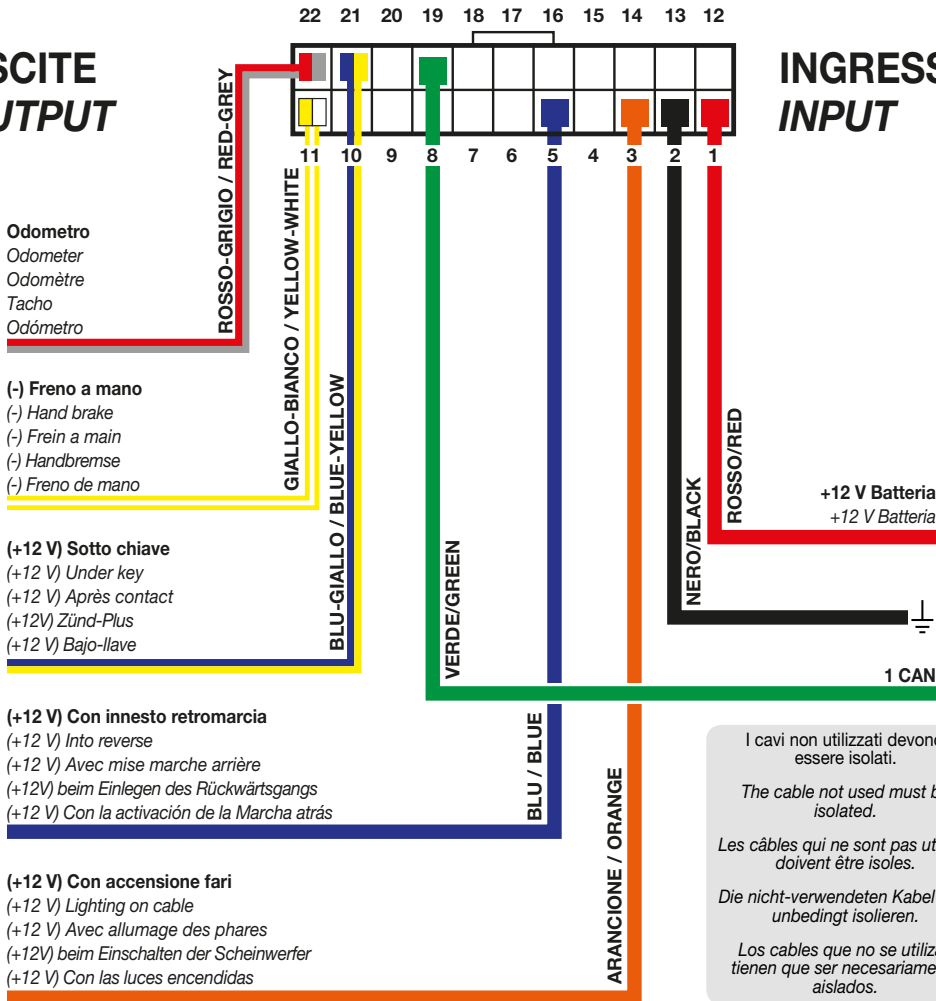 22 21 20 19 18 17 16 15 14 13 12
SCITE
UTPUT
INGRESS
INPUT
11 10 9 8 7 6 5 4 3 2 1
ROSSO-GRIGIO / RED-GREY
GIALLO-BIANCO / YELLOW-WHITE
BLU-GIALLO / BLUE-YELLOW
VERDE/GREEN
BLU / BLUE
ARANCIONE / ORANGE
NERO/BLACK
ROSSO/RED
Odometro
Odometer
Odomètre
Tacho
Odómetro
(-) Freno a mano
(-) Hand brake
(-) Frein a main
(-) Handbremse
(-) Freno de mano
(+12 V) Sotto chiave
(+12 V) Under key
(+12 V) Après contact
(+12V) Zünd-Plus
(+12 V) Bajo-llave
(+12 V) Con innesto retromarcia
(+12 V) Into reverse
(+12 V) Avec mise marche arrière
(+12V) beim Einlegen des Rückwärtsgangs
(+12 V) Con la activación de la Marcha atrás
(+12 V) Con accensione fari
(+12 V) Lighting on cable
(+12 V) Avec allumage des phares
(+12V) beim Einschalten der Scheinwerfer
(+12 V) Con las luces encendidas
+12 V Batteria
+12 V Batteria
1 CAN
I cavi non utilizzati devono
essere isolati.
The cable not used must b
isolated.
Les câbles qui ne sont pas ut
doivent être isoles.
Die nicht-verwendeten Kabel
unbedingt isolieren.
Los cables que no se utiliza
tienen que ser necesariame
aislados.